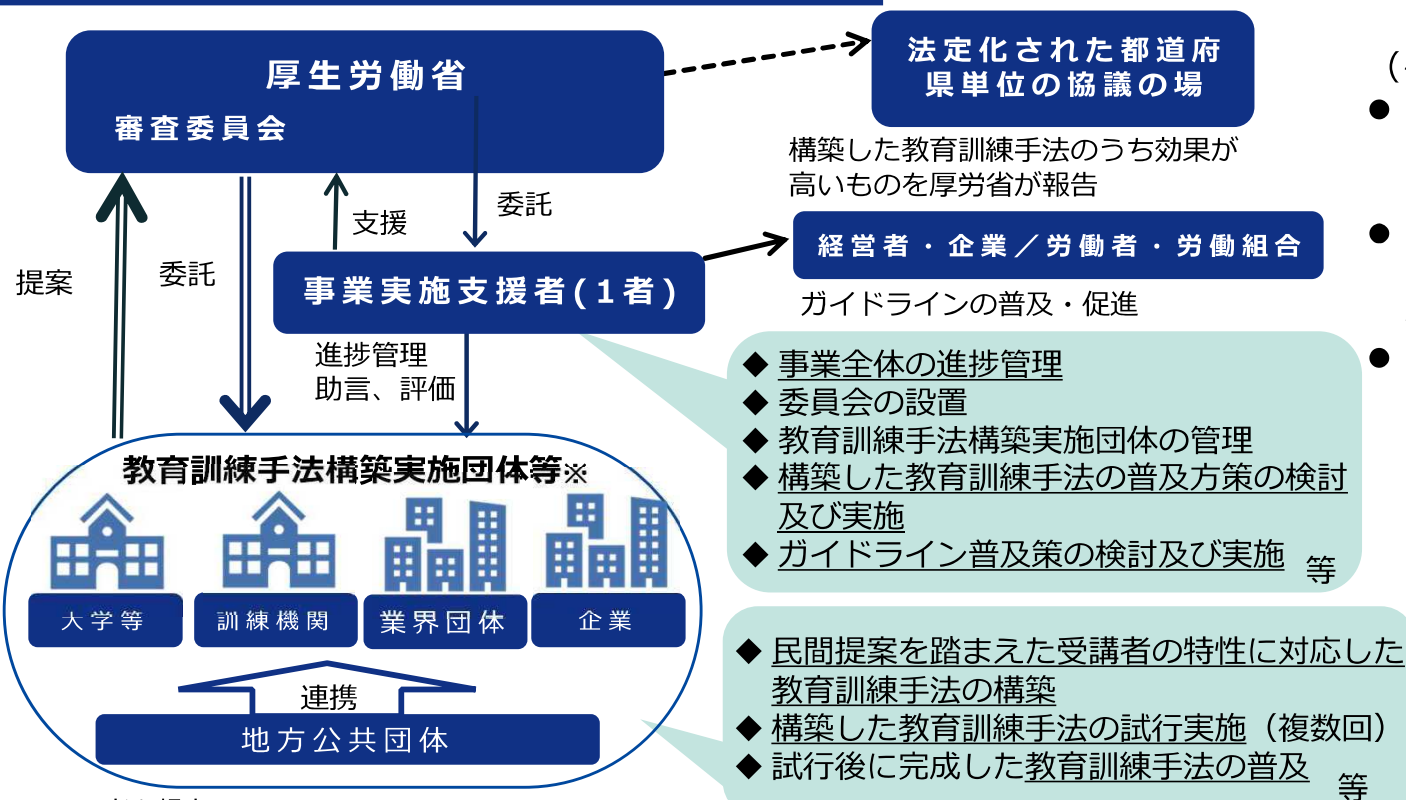 厚生労働省
審査委員会
法定化された都道府
県単位の協議の場
構築した教育訓練手法のうち効果が
高いものを厚労省が報告
支援
委託
提案
委託
経営者・企業／労働者・労働組合
ガイドラインの普及・促進
事業実施支援者(１者)
進捗管理
助言、評価
◆ 事業全体の進捗管理
◆ 委員会の設置
◆ 教育訓練手法構築実施団体の管理
◆ 構築した教育訓練手法の普及方策の検討
及び実施
◆ ガイドライン普及策の検討及び実施 等
教育訓練手法構築実施団体等※
大学等
訓練機関
業界団体
企業
連携
地方公共団体
◆ 民間提案を踏まえた受講者の特性に対応した
教育訓練手法の構築
◆ 構築した教育訓練手法の試行実施（複数回）
◆ 試行後に完成した教育訓練手法の普及 等